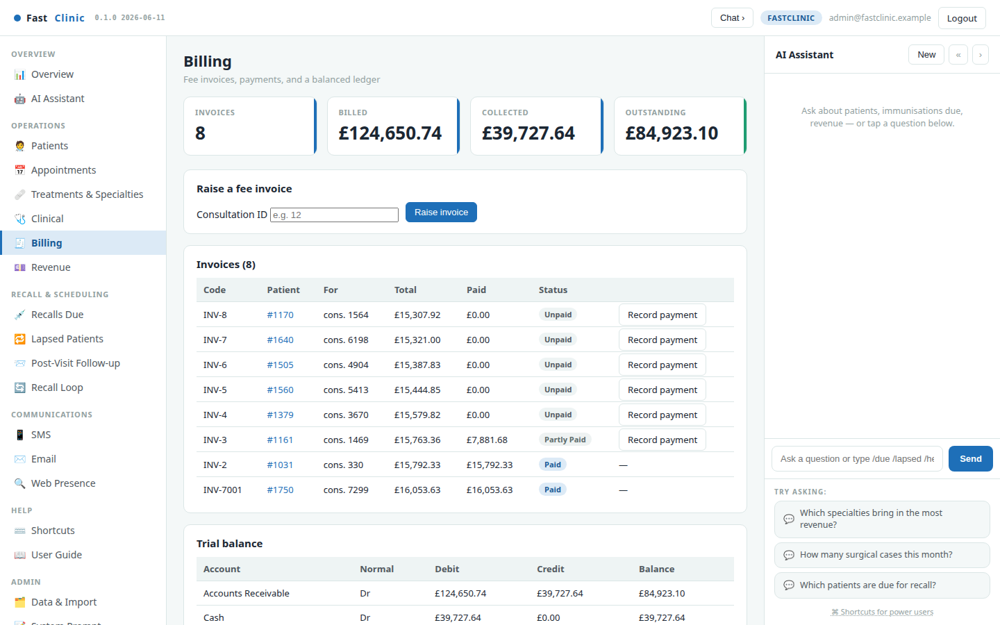 Fast Clinic 0.1.0 2026-06-11
Chat › FASTCLINIC admin@fastclinic.example Logout
OVERVIEW
Overview
AI Assistant
OPERATIONS
Patients
Appointments
Treatments & Specialties
Clinical
Billing
Revenue
RECALL & SCHEDULING
Recalls Due
Lapsed Patients
Post-Visit Follow-up
Recall Loop
COMMUNICATIONS
SMS
Email
Web Presence
HELP
Shortcuts
User Guide
ADMIN
Data & Import
System Prompt
Billing
Fee invoices, payments, and a balanced ledger
INVOICES
8
BILLED
£124,650.74
COLLECTED
£39,727.64
OUTSTANDING
£84,923.10
Raise a fee invoice
Consultation ID e.g. 12 Raise invoice
Invoices (8)
Code Patient For Total Paid Status
INV-8 #1170 cons. 1564 £15,307.92 £0.00 Unpaid Record payment
INV-7 #1640 cons. 6198 £15,321.00 £0.00 Unpaid Record payment
INV-6 #1505 cons. 4904 £15,387.83 £0.00 Unpaid Record payment
INV-5 #1560 cons. 5413 £15,444.85 £0.00 Unpaid Record payment
INV-4 #1379 cons. 3670 £15,579.82 £0.00 Unpaid Record payment
INV-3 #1161 cons. 1469 £15,763.36 £7,881.68 Partly Paid Record payment
INV-2 #1031 cons. 330 £15,792.33 £15,792.33 Paid —
INV-7001 #1750 cons. 7299 £16,053.63 £16,053.63 Paid —
Trial balance
Account Normal Debit Credit Balance
Accounts Receivable Dr £124,650.74 £39,727.64 £84,923.10
Cash Dr £39,727.64 £0.00 £39,727.64
AI Assistant New « ›
Ask about patients, immunisations due,
revenue — or tap a question below.
Ask a question or type /due /lapsed /he Send
TRY ASKING:
Which specialties bring in the most
revenue?
How many surgical cases this month?
Which patients are due for recall?
⌘ Shortcuts for power users